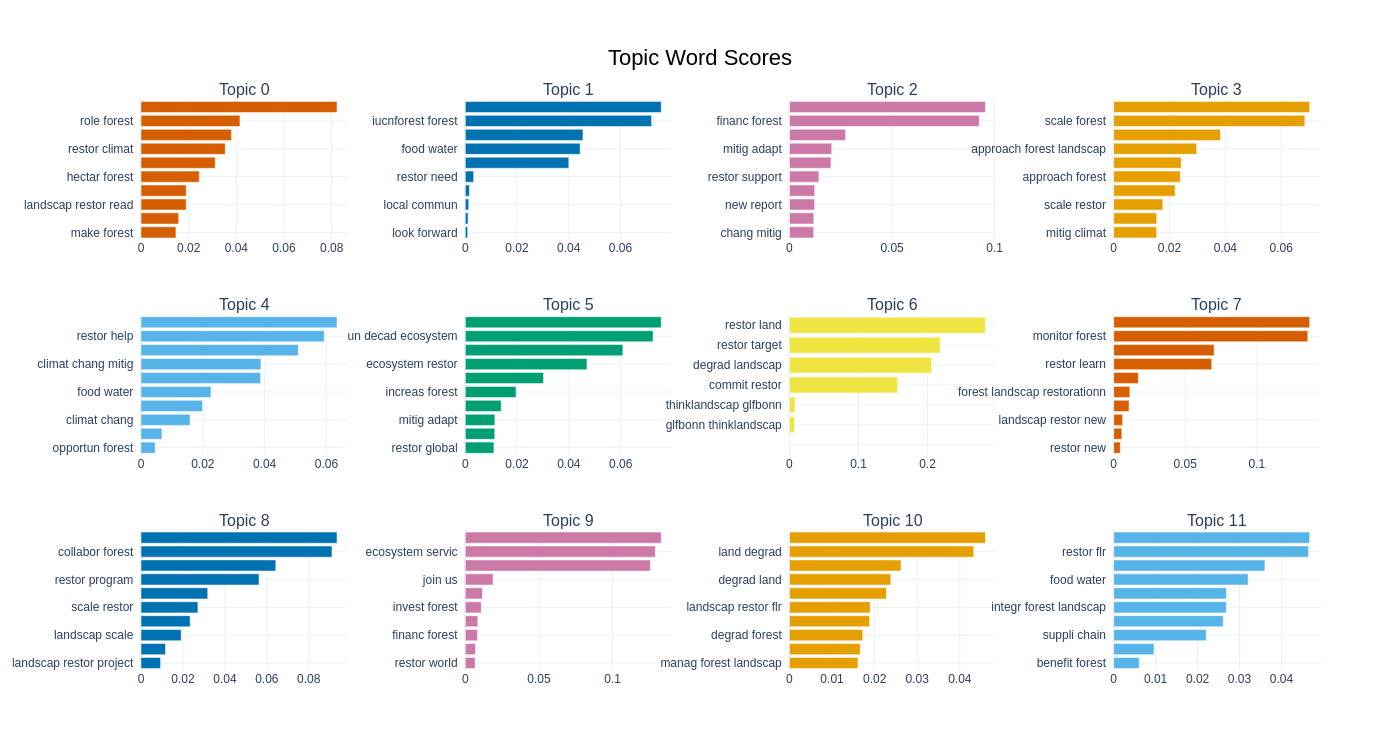 Topic Word Scores
Topic 0
role forest
restor climat
hectar forest
landscap restor read
make forest
0 0.02 0.04 0.06 0.08
Topic 1
iucnforest forest
food water
restor need
local commun
look forward
0 0.02 0.04 0.06
Topic 2
financ forest
mitig adapt
restor support
new report
chang mitig
0 0.05 0.1
Topic 3
scale forest
approach forest landscap
approach forest
scale restor
mitig climat
0 0.02 0.04 0.06
Topic 4
restor help
climat chang mitig
food water
climat chang
opportun forest
0 0.02 0.04 0.06
Topic 5
un decad ecosystem
ecosystem restor
increas forest
mitig adapt
restor global
0 0.02 0.04 0.06
Topic 6
restor land
restor target
degrad landscap
commit restor
thinklandscap glfbonn
glfbonn thinklandscap
0 0.1 0.2
Topic 7
monitor forest
restor learn
forest landscap restorationn
landscap restor new
restor new
0 0.05 0.1
Topic 8
collabor forest
restor program
scale restor
landscap scale
landscap restor project
0 0.02 0.04 0.06 0.08
Topic 9
ecosystem servic
join us
invest forest
financ forest
restor world
0 0.05 0.1
Topic 10
land degrad
degrad land
landscap restor flr
degrad forest
manag forest landscap
0 0.01 0.02 0.03 0.04
Topic 11
restor flr
food water
integr forest landscap
suppli chain
benefit forest
0 0.01 0.02 0.03 0.04